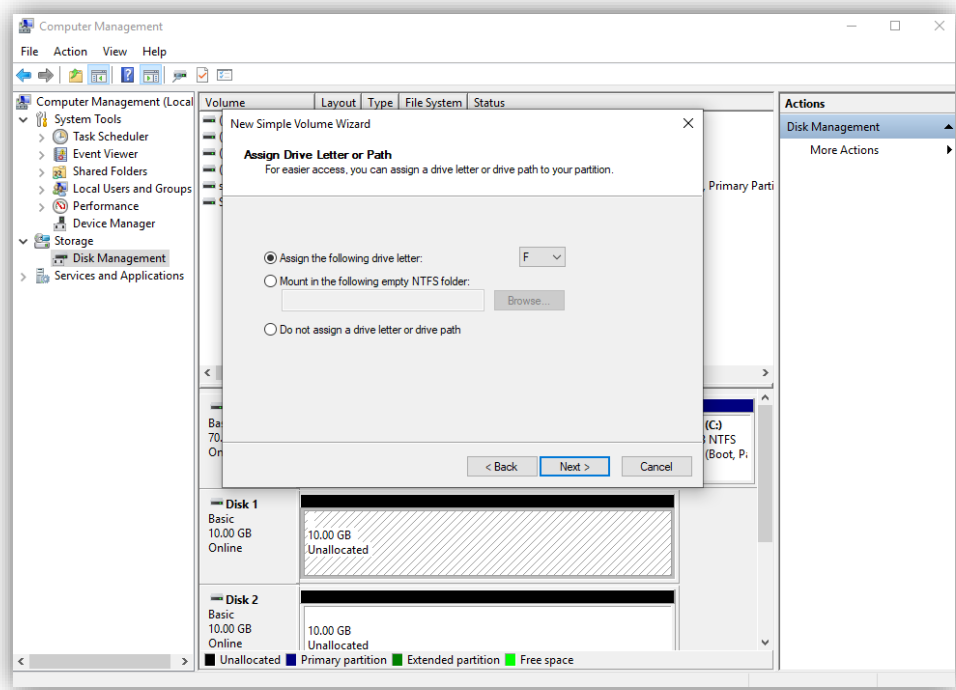 Computer Management
File Action View Help
Computer Management (Local
System Tools
Task Scheduler
Event Viewer
Shared Folders
Local Users and Groups
Performance
Device Manager
Storage
Disk Management
Services and Applications
Volume Layout Type File System Status
, Primary Parti
New Simple Volume Wizard
Assign Drive Letter or Path
For easier access, you can assign a drive letter or drive path to your partition.
Assign the following drive letter: F
Mount in the following empty NTFS folder:
Browse...
Do not assign a drive letter or drive path
< Back Next > Cancel
(C:)
NTFS
(Boot, Pa
Disk 1
Basic
10.00 GB
Online
10.00 GB
Unallocated
Disk 2
Basic
10.00 GB
Online
10.00 GB
Unallocated
Unallocated Primary partition Extended partition Free space
Actions
Disk Management
More Actions